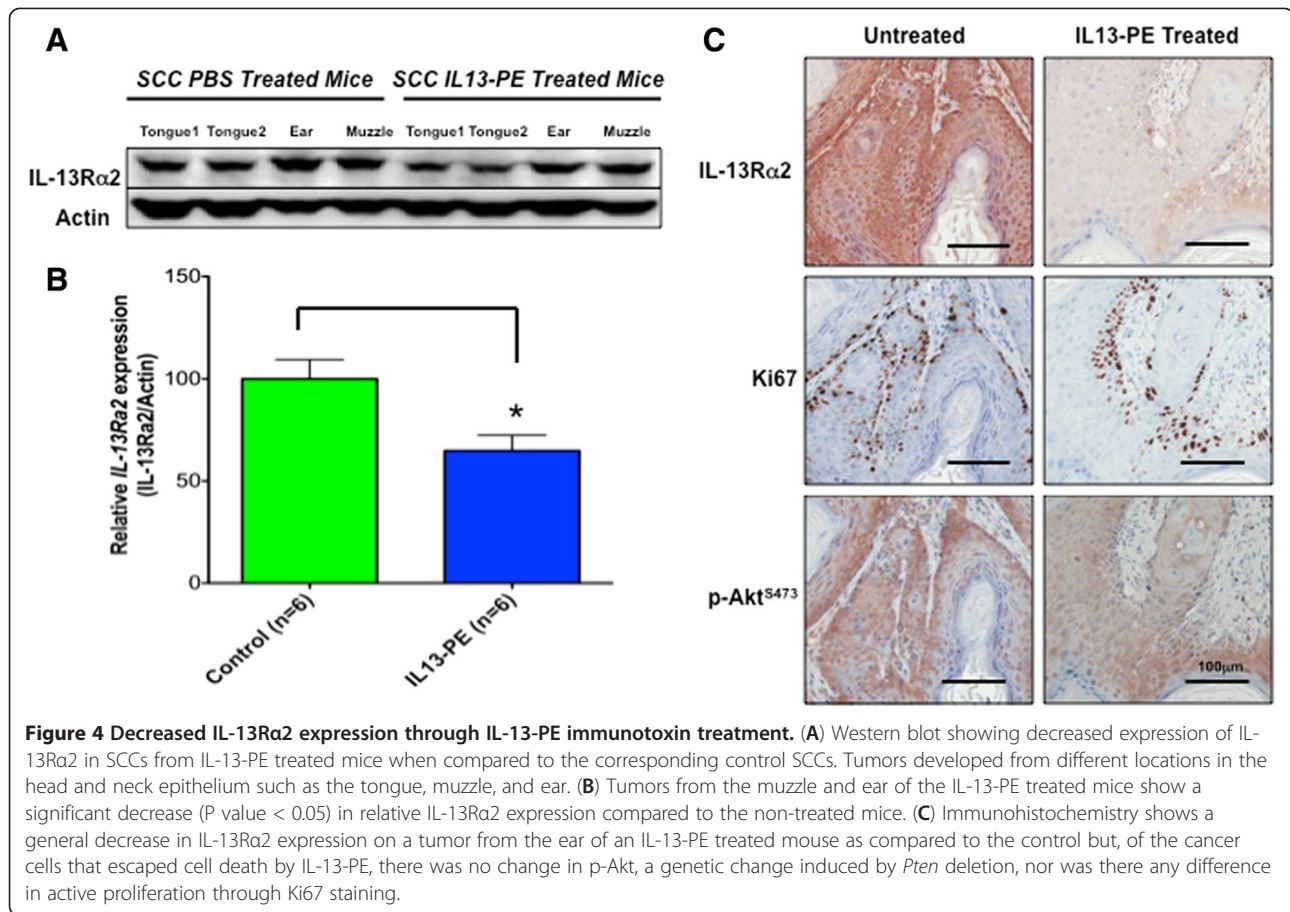 A
SCC PBS Treated Mice SCC IL13-PE Treated Mice
Tongue1 Tongue2 Ear Muzzle Tongue1 Tongue2 Ear Muzzle
IL-13Rα2
Actin
B
Relative IL-13Ra2 expression
(IL-13Ra2/Actin)
150
100
50
0
*
Control (n=6)
IL13-PE (n=6)
C
Untreated IL13-PE Treated
IL-13Rα2
Ki67
p-Akt^S473
100μm
Figure 4 Decreased IL-13Rα2 expression through IL-13-PE immunotoxin treatment. (A) Western blot showing decreased expression of IL-
13Rα2 in SCCs from IL-13-PE treated mice when compared to the corresponding control SCCs. Tumors developed from different locations in the
head and neck epithelium such as the tongue, muzzle, and ear. (B) Tumors from the muzzle and ear of the IL-13-PE treated mice show a
significant decrease (P value < 0.05) in relative IL-13Rα2 expression compared to the non-treated mice. (C) Immunohistochemistry shows a
general decrease in IL-13Rα2 expression on a tumor from the ear of an IL-13-PE treated mouse as compared to the control but, of the cancer
cells that escaped cell death by IL-13-PE, there was no change in p-Akt, a genetic change induced by Pten deletion, nor was there any difference
in active proliferation through Ki67 staining.